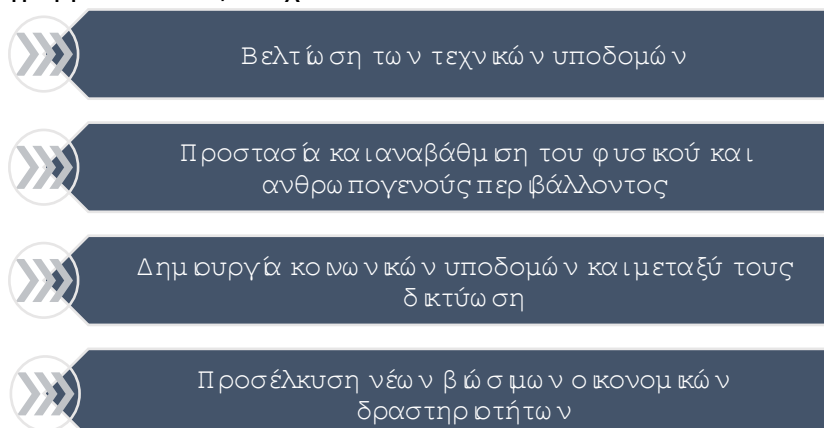 Βελτίωση των τεχνικών υποδομών
Προστασία και αναβάθμιση του φυσικού και
ανθρωπογενούς περιβάλλοντος
Δημιουργία κοινωνικών υποδομών και μεταξύ τους
δικτύωση
Προσέλκυση νέων βιώσιμων οικονομικών
δραστηριοτήτων